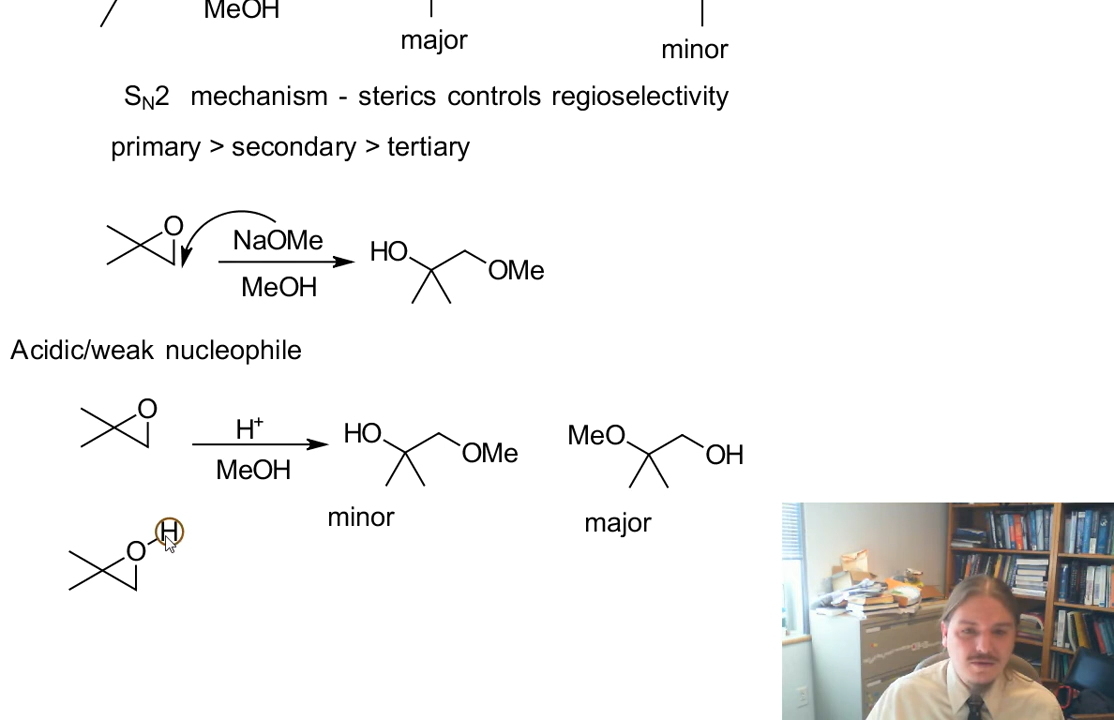 MeOH
major
minor
SN2 mechanism - sterics controls regioselectivity
primary > secondary > tertiary
O
NaOMe
MeOH
HO
OMe
Acidic/weak nucleophile
O
H+
MeOH
HO
OMe
MeO
OH
minor
major
O
H